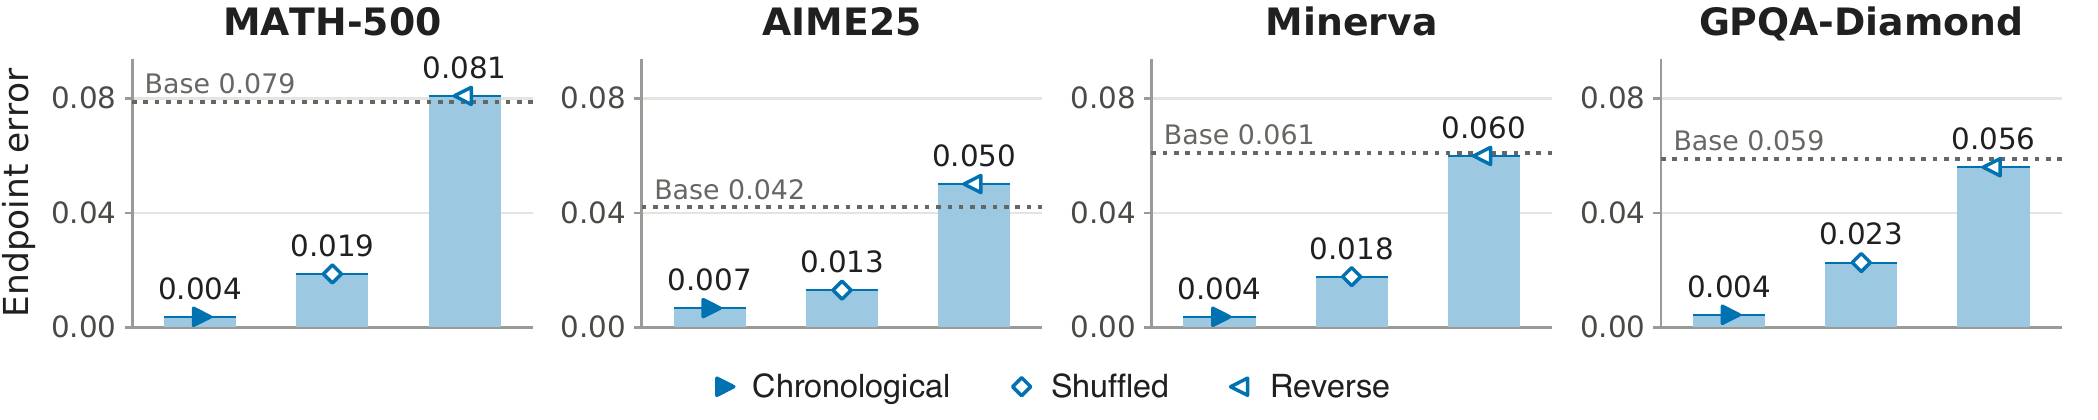 MATH-500
AIME25
Minerva
GPQA-Diamond
Endpoint error
0.08
0.04
0.00
Base 0.079
0.004
0.019
0.081
0.08
0.04
0.00
Base 0.042
0.007
0.013
0.050
0.08
0.04
0.00
Base 0.061
0.004
0.018
0.060
0.08
0.04
0.00
Base 0.059
0.004
0.023
0.056
Chronological
Shuffled
Reverse